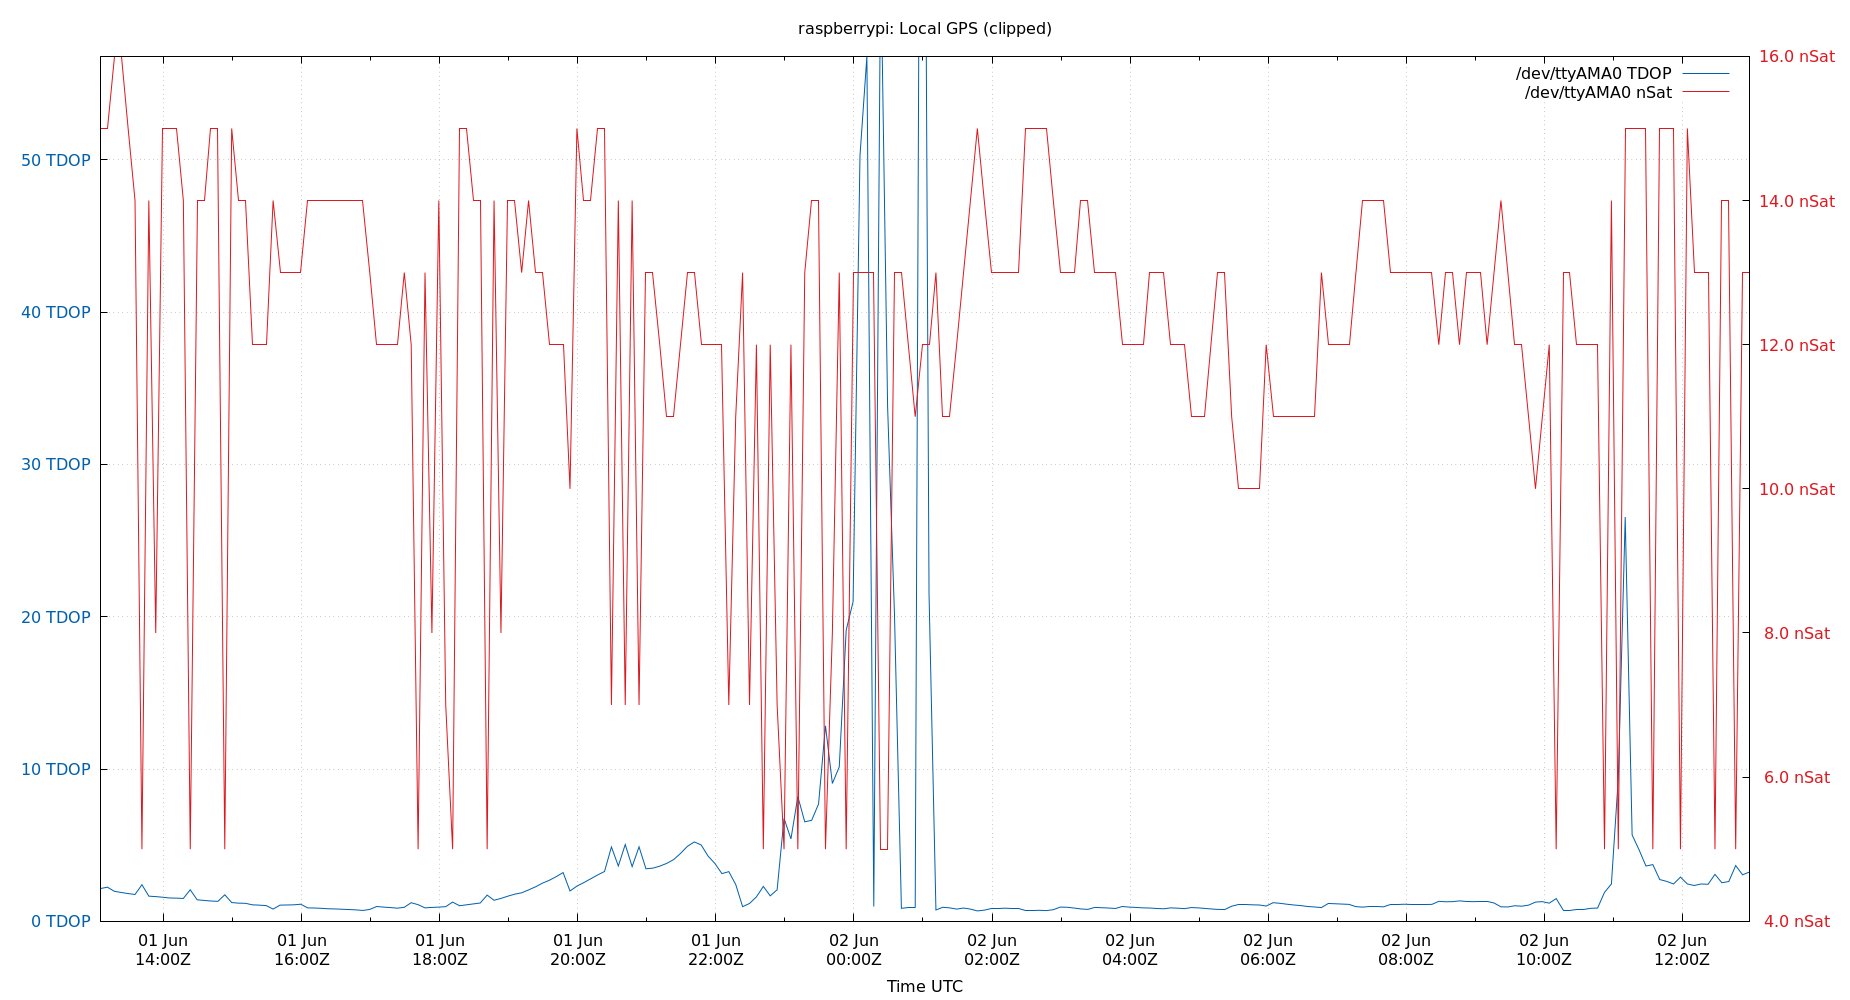 raspberrypi: Local GPS (clipped)
16.0 nSat
/dev/ttyAMA0 TDOP
/dev/ttyAMA0 nSat
50 TDOP
14.0 nSat
40 TDOP
12.0 nSat
30 TDOP
10.0 nSat
20 TDOP
8.0 nSat
10 TDOP
6.0 nSat
0 TDOP
4.0 nSat
01 Jun 01 Jun 01 Jun 01 Jun 01 Jun 02 Jun 02 Jun 02 Jun 02 Jun 02 Jun 02 Jun 02 Jun
14:00Z 16:00Z 18:00Z 20:00Z 22:00Z 00:00Z 02:00Z 04:00Z 06:00Z 08:00Z 10:00Z 12:00Z
Time UTC